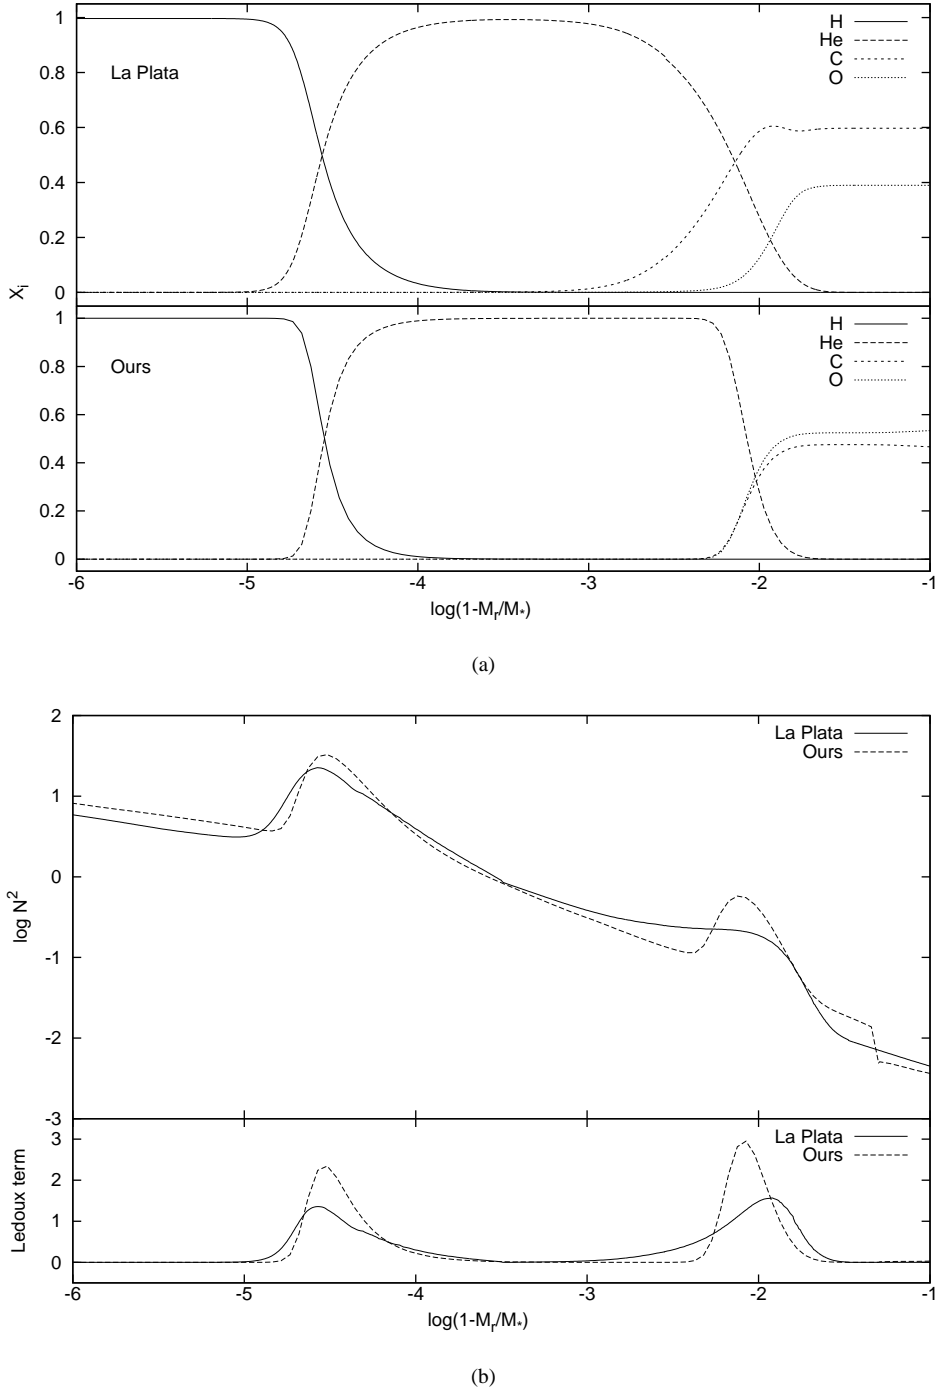 1
0.8
0.6
0.4
0.2
0
X_i
La Plata
H
He
C
O
1
0.8
0.6
0.4
0.2
0
Ours
H
He
C
O
-6 -5 -4 -3 -2 -1
log(1-M_r/M_*)
(a)
2
1
0
-1
-2
-3
log N^2
La Plata
Ours
3
2
1
0
Ledoux term
La Plata
Ours
-6 -5 -4 -3 -2 -1
log(1-M_r/M_*)
(b)